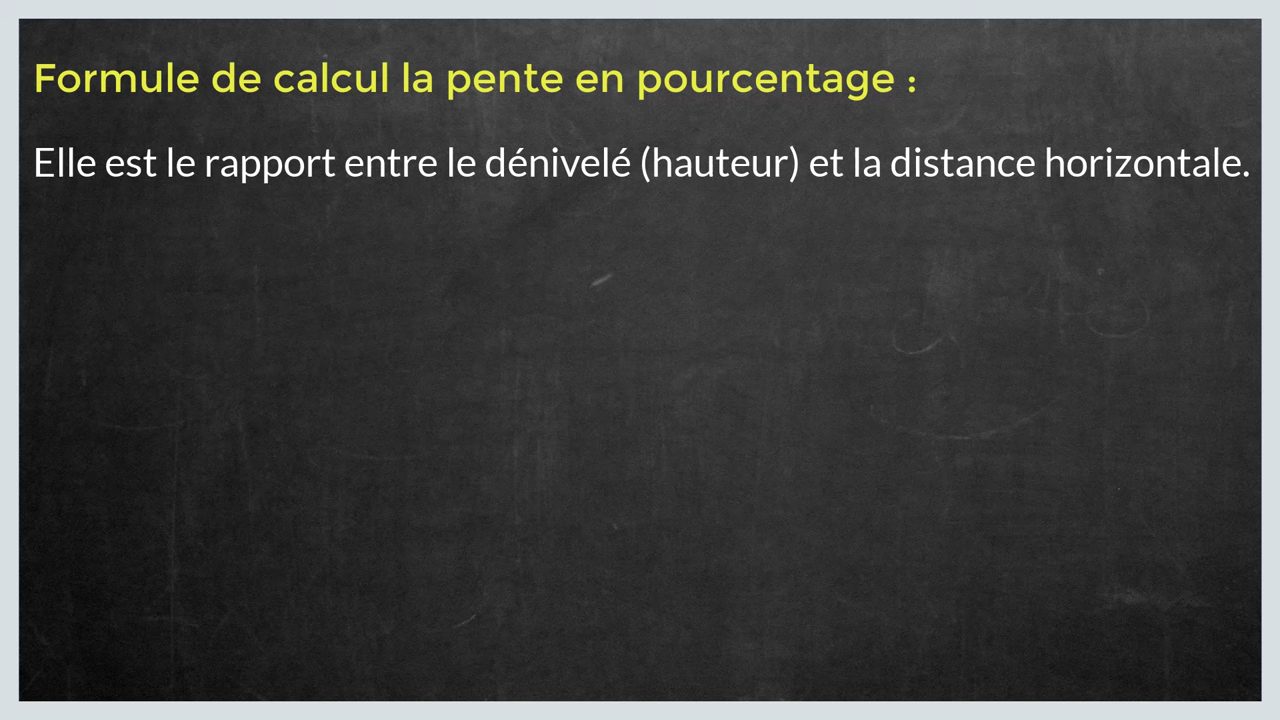 Formule de calcul la pente en pourcentage :
Elle est le rapport entre le dénivelé (hauteur) et la distance horizontale.